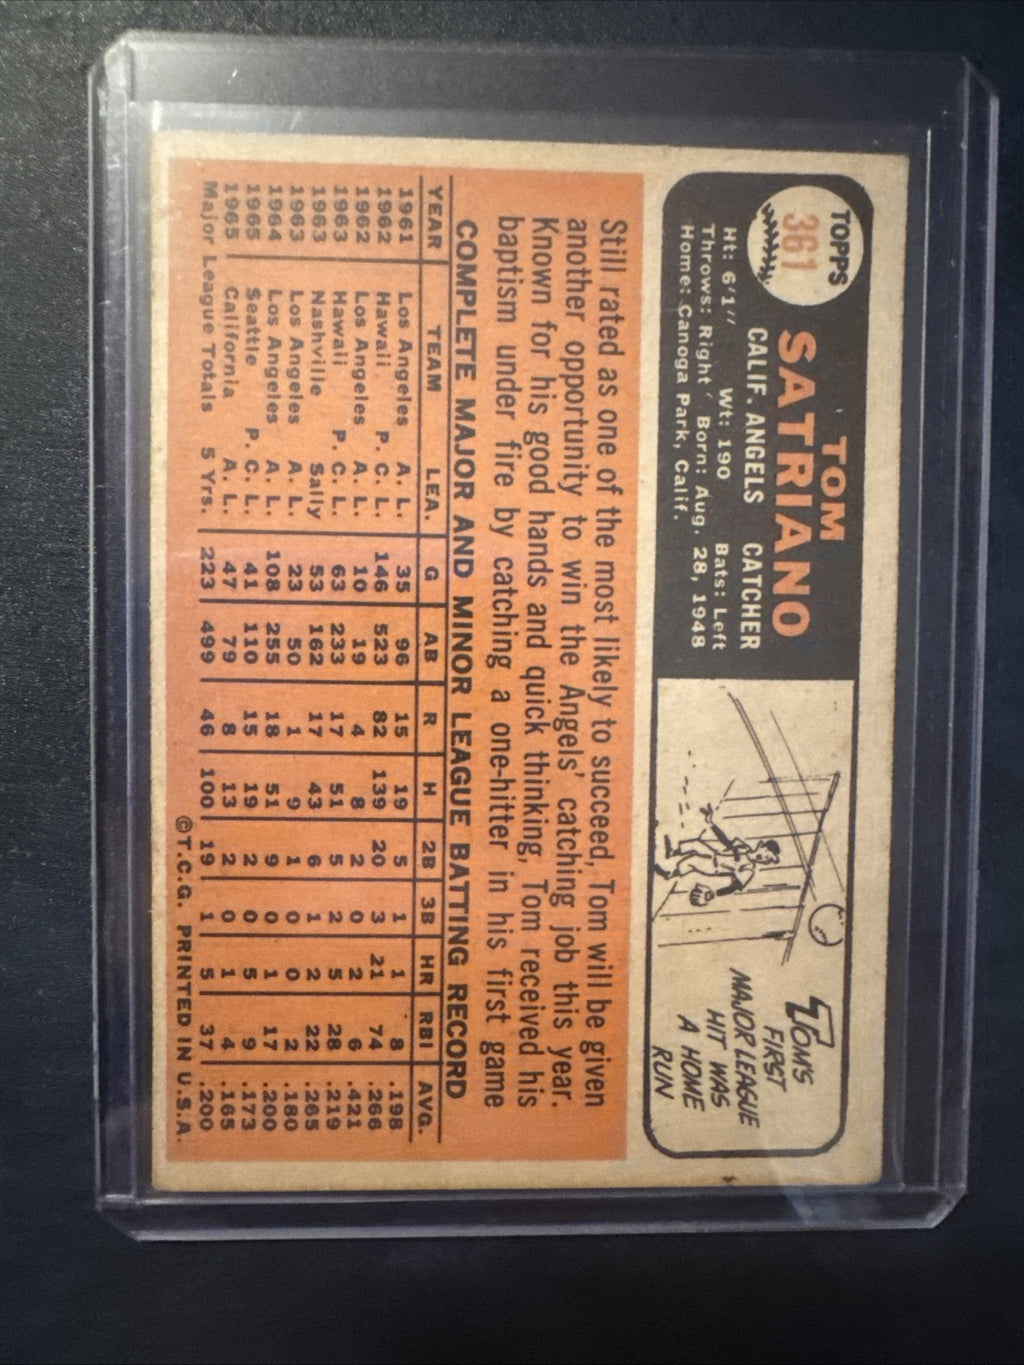 TOPPS
361
TOM
SATRIANO
CALIF. ANGELS CATCHER
Ht: 6'1" Wt: 190 Bats: Left
Throws: Right Born: Aug. 28, 1948
Home: Canoga Park, Calif.
TOM'S
FIRST
MAJOR LEAGUE
HIT WAS
A HOME
RUN
Still rated as one of the most likely to succeed, Tom will be given
another opportunity to win the Angels' catching job this year.
Known for his good hands and quick thinking, Tom received his
baptism under fire by catching a one-hitter in his first game
COMPLETE MAJOR AND MINOR LEAGUE BATTING RECORD
YEAR TEAM LEA. G AB R H 2B 3B HR RBI AVG.
1961 Los Angeles A. L. 35 96 15 19 5 1 1 8 .198
1962 Hawaii P. C. L. 146 523 82 139 20 3 21 74 .266
1962 Los Angeles A. L. 10 19 4 8 2 0 2 6 .421
1963 Hawaii P. C. L. 63 233 17 51 5 2 5 28 .219
1963 Nashville Sally 53 162 17 43 6 1 2 22 .265
1963 Los Angeles A. L. 23 50 1 9 1 0 0 2 .180
1964 Los Angeles A. L. 108 255 18 51 9 0 1 17 .200
1965 Seattle P. C. L. 41 110 15 19 2 0 5 9 .173
1965 California A. L. 47 79 8 13 2 0 1 4 .165
Major League Totals 5 Yrs. 223 499 46 100 19 1 5 37 .200
©T.C.G. PRINTED IN U.S.A.